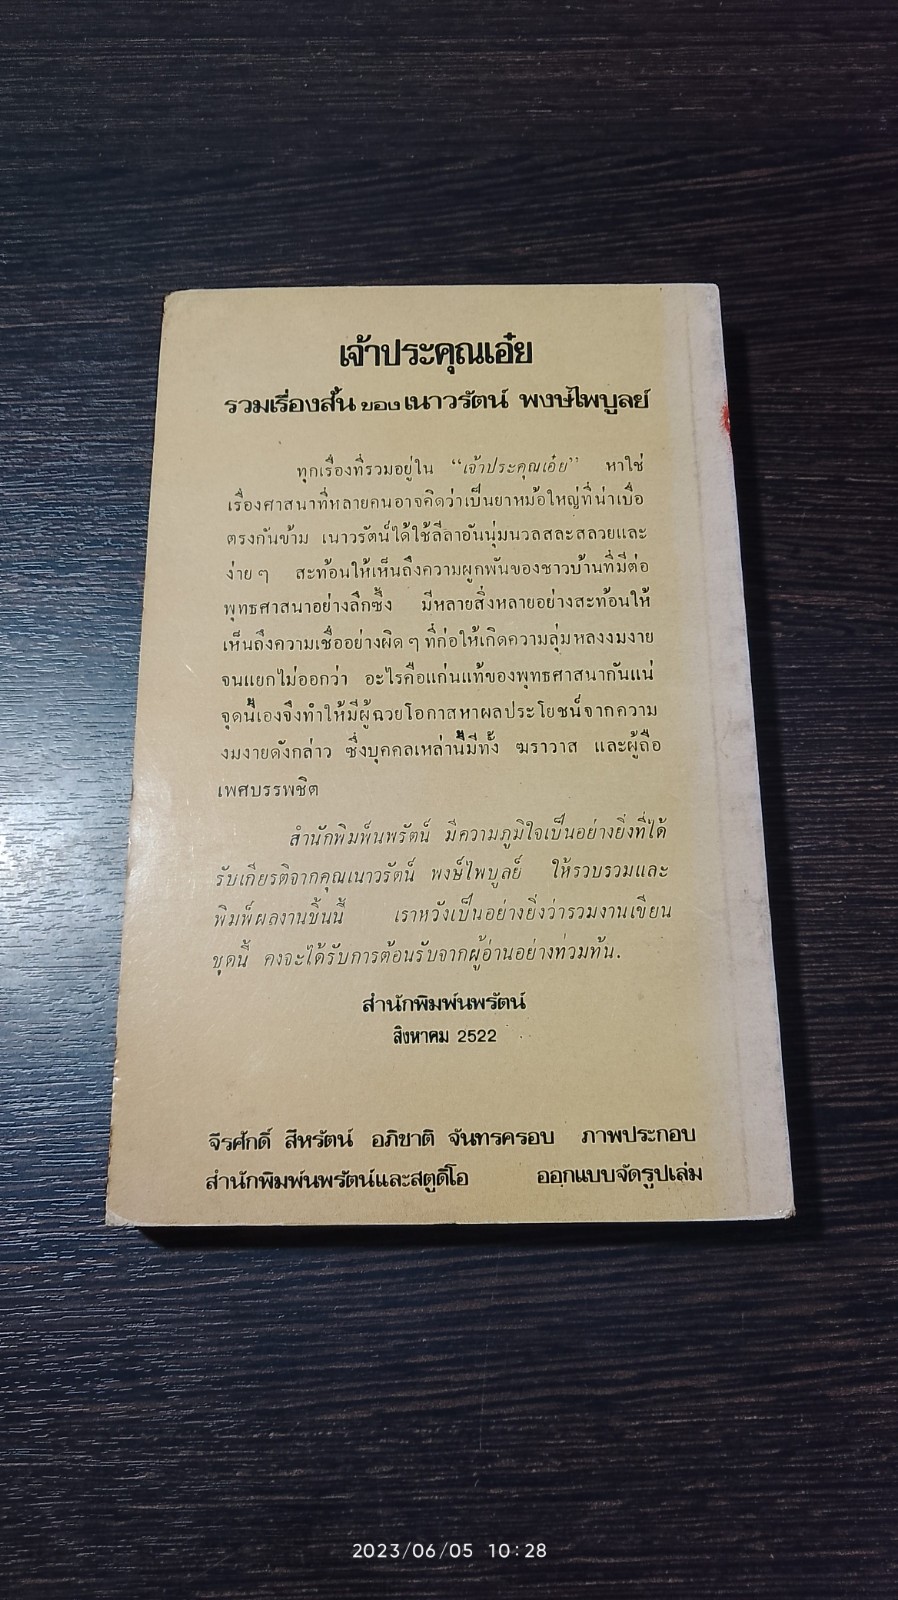 เจ้าประคุณเอ๋ย
รวมเรื่องสั้น ของ เนาวรัตน์ พงษ์ไพบูลย์
ทุกเรื่องที่รวมอยู่ใน “เจ้าประคุณเอ๋ย” หาใช่
เรื่องศาสนาที่หลายคนอาจคิดว่าเป็นยาหม้อใหญ่ที่น่าเบื่อ
ตรงกันข้าม เนาวรัตน์ได้ใช้ลีลาอันนุ่มนวลสละสลวยและ
ง่าย ๆ สะท้อนให้เห็นถึงความผูกพันของชาวบ้านที่มีต่อ
พุทธศาสนาอย่างลึกซึ้ง มีหลายสิ่งหลายอย่างสะท้อนให้
เห็นถึงความเชื่ออย่างผิด ๆ ที่ก่อให้เกิดความลุ่มหลงงมงาย
จนแยกไม่ออกว่า อะไรคือแก่นแท้ของพุทธศาสนากันแน่
จุดนี้เองจึงทำให้มีผู้ฉวยโอกาสหาผลประโยชน์จากความ
งมงายดังกล่าว ซึ่งบุคคลเหล่านี้มีทั้ง ฆราวาส และผู้ถือ
เพศบรรพชิต
สำนักพิมพ์นพรัตน์ มีความภูมิใจเป็นอย่างยิ่งที่ได้
รับเกียรติจากคุณเนาวรัตน์ พงษ์ไพบูลย์ ให้รวบรวมและ
พิมพ์ผลงานชิ้นนี้ เราหวังเป็นอย่างยิ่งว่ารวมงานเขียน
ชุดนี้ คงจะได้รับการต้อนรับจากผู้อ่านอย่างท่วมท้น.
สำนักพิมพ์นพรัตน์
สิงหาคม 2522
จีรศักดิ์ สีหรัตน์ อภิชาติ จันทรครอบ ภาพประกอบ
สำนักพิมพ์นพรัตน์และสตูดิโอ ออกแบบจัดรูปเล่ม
2023/06/05 10:28